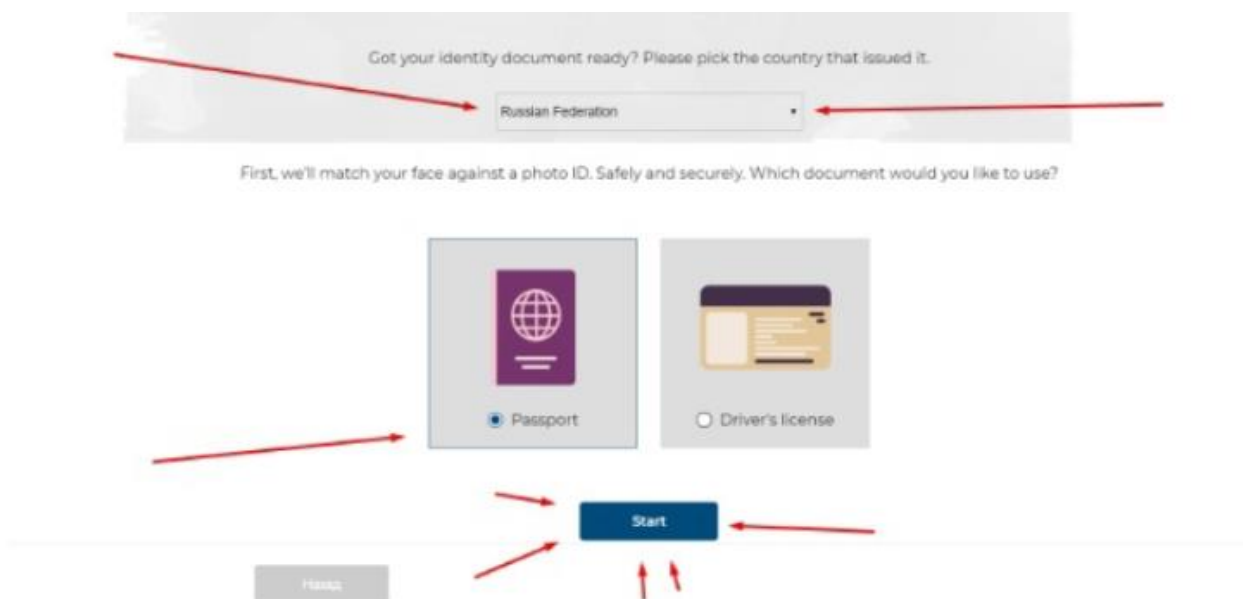 Got your identity document ready? Please pick the country that issued it.
Russian Federation
First, we'll match your face against a photo ID. Safely and securely. Which document would you like to use?
Passport
Driver's license
Start
Назад